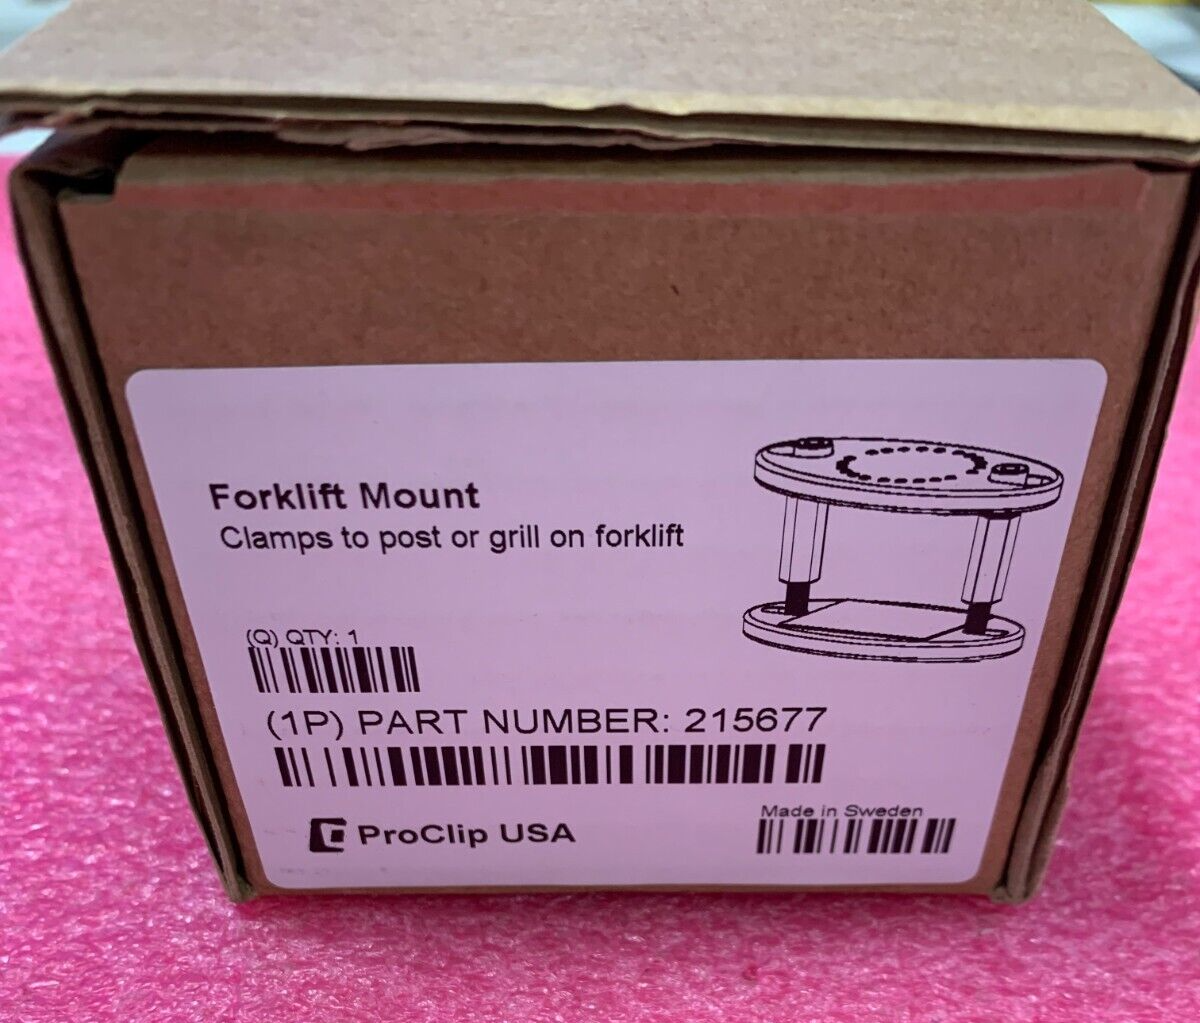 Forklift Mount
Clamps to post or grill on forklift
(Q) QTY: 1
(1P) PART NUMBER: 215677
ProClip USA
Made in Sweden